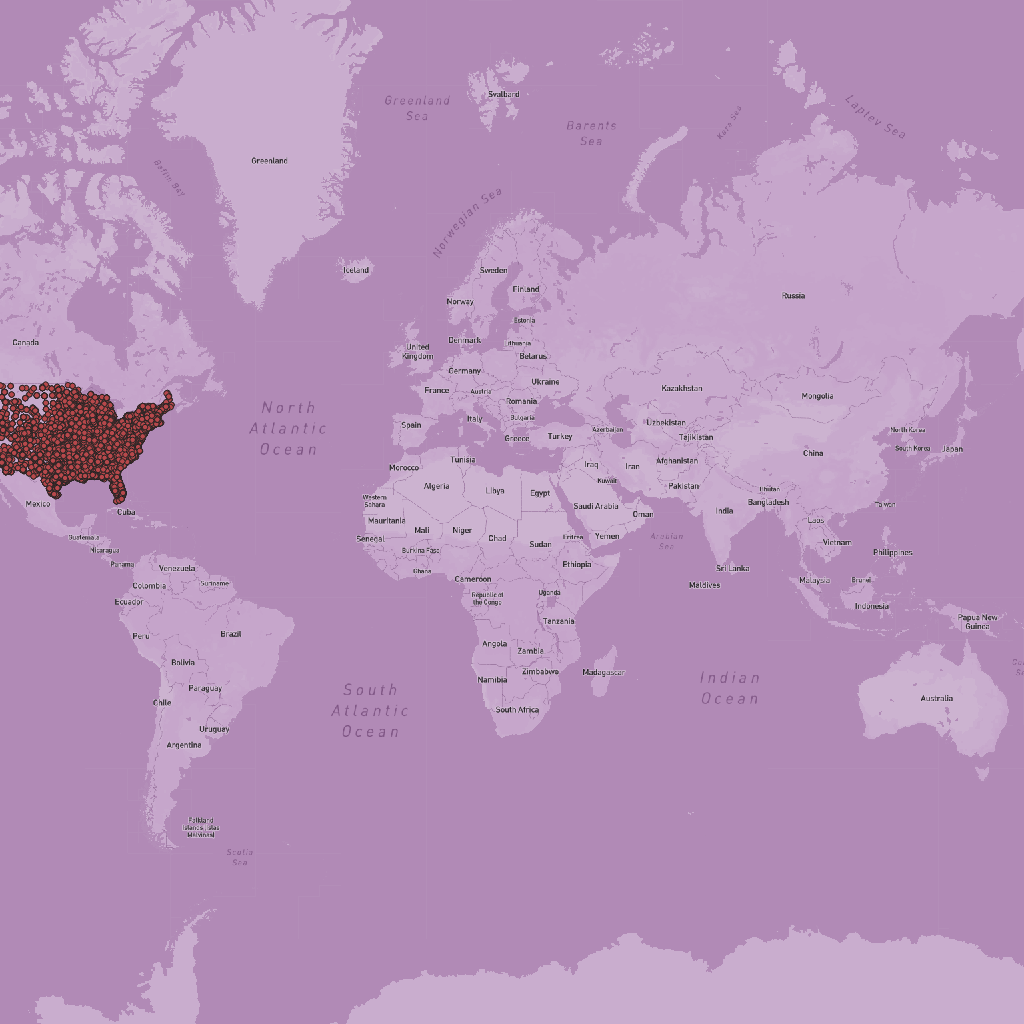 Svalbard
Greenland
Sea
Laptev Sea
Kara Sea
Barents
Sea
Greenland
Baffin Bay
Norwegian Sea
Iceland
Sweden
Finland
Norway
Russia
Estonia
Canada
Denmark
Lithuania
United
Kingdom
Belarus
Germany
Ukraine
France
Austria
Kazakhstan
Mongolia
Romania
North
Atlantic
Ocean
Bulgaria
Italy
Spain
Uzbekistan
Azerbaijan
North Korea
Greece
Turkey
Tajikistan
South Korea
Japan
China
Tunisia
Afghanistan
Morocco
Iraq
Iran
Kuwait
Algeria
Pakistan
Bhutan
Libya
Egypt
Western
Sahara
Mexico
Bangladesh
Taiwan
Saudi Arabia
Cuba
India
Oman
Mauritania
Laos
Mali
Niger
Chad
Sudan
Eritrea
Yemen
Guatemala
Senegal
Arabian
Sea
Vietnam
Nicaragua
Burkina Faso
Philippines
Panama
Ethiopia
Venezuela
Ghana
Sri Lanka
Colombia
Suriname
Cameroon
Maldives
Malaysia
Brunei
Ecuador
Republic of
the Congo
Uganda
Indonesia
Papua New
Guinea
Tanzania
Peru
Brazil
Angola
Zambia
Bolivia
Zimbabwe
Madagascar
Namibia
Indian
Ocean
Paraguay
South
Atlantic
Ocean
Australia
Chile
South Africa
Uruguay
Argentina
Falkland
Islands (Islas
Malvinas)
Scotia
Sea